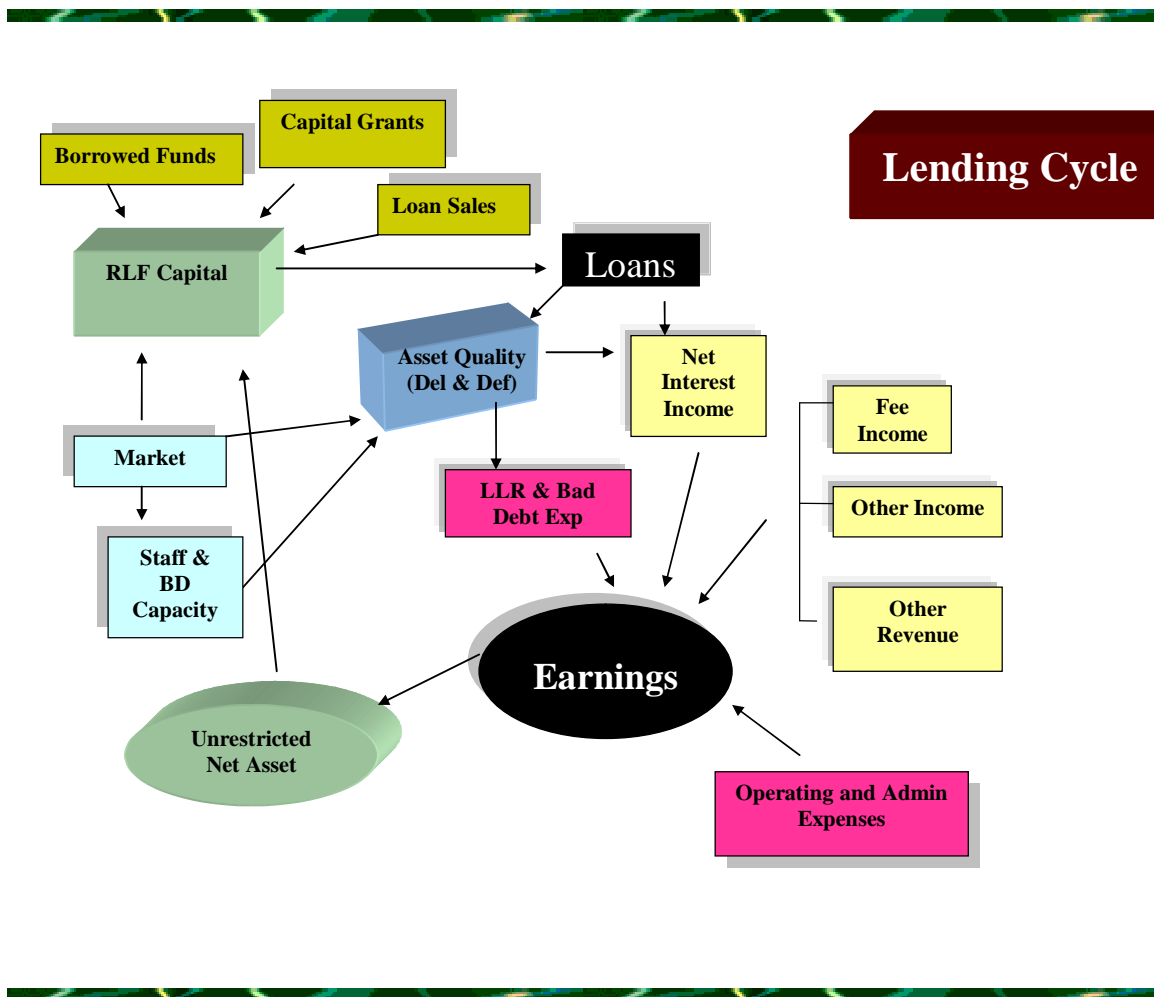 Capital Grants
Borrowed Funds
Lending Cycle
Loan Sales
RLF Capital
Loans
Asset Quality
(Del & Def)
Net
Interest
Income
Fee
Income
Market
LLR & Bad
Debt Exp
Other Income
Staff &
BD
Capacity
Other
Revenue
Earnings
Unrestricted
Net Asset
Operating and Admin
Expenses